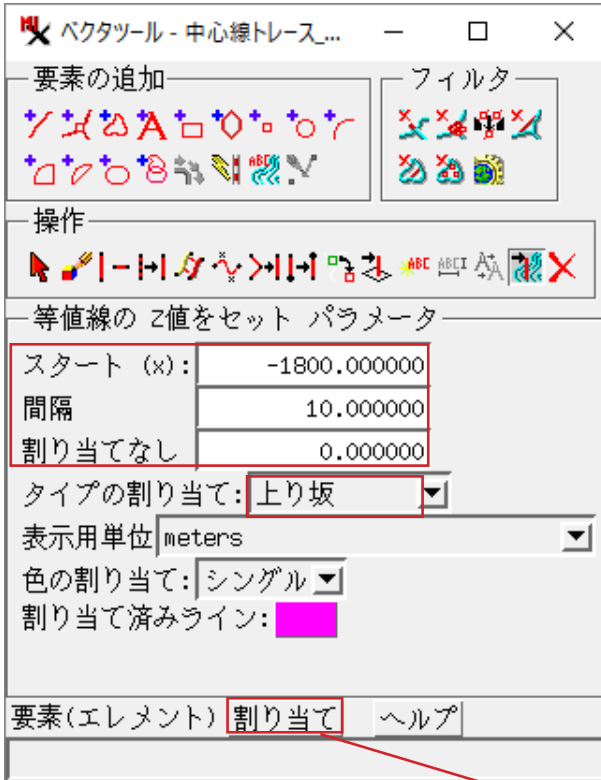 ベクタツール - 中心線トレース_...
要素の追加
フィルタ
操作
等値線の Z値をセット パラメータ
スタート (x): -1800.000000
間隔 10.000000
割り当てなし 0.000000
タイプの割り当て: 上り坂
表示用単位 meters
色の割り当て: シングル
割り当て済みライン:
要素(エレメント) 割り当て ヘルプ